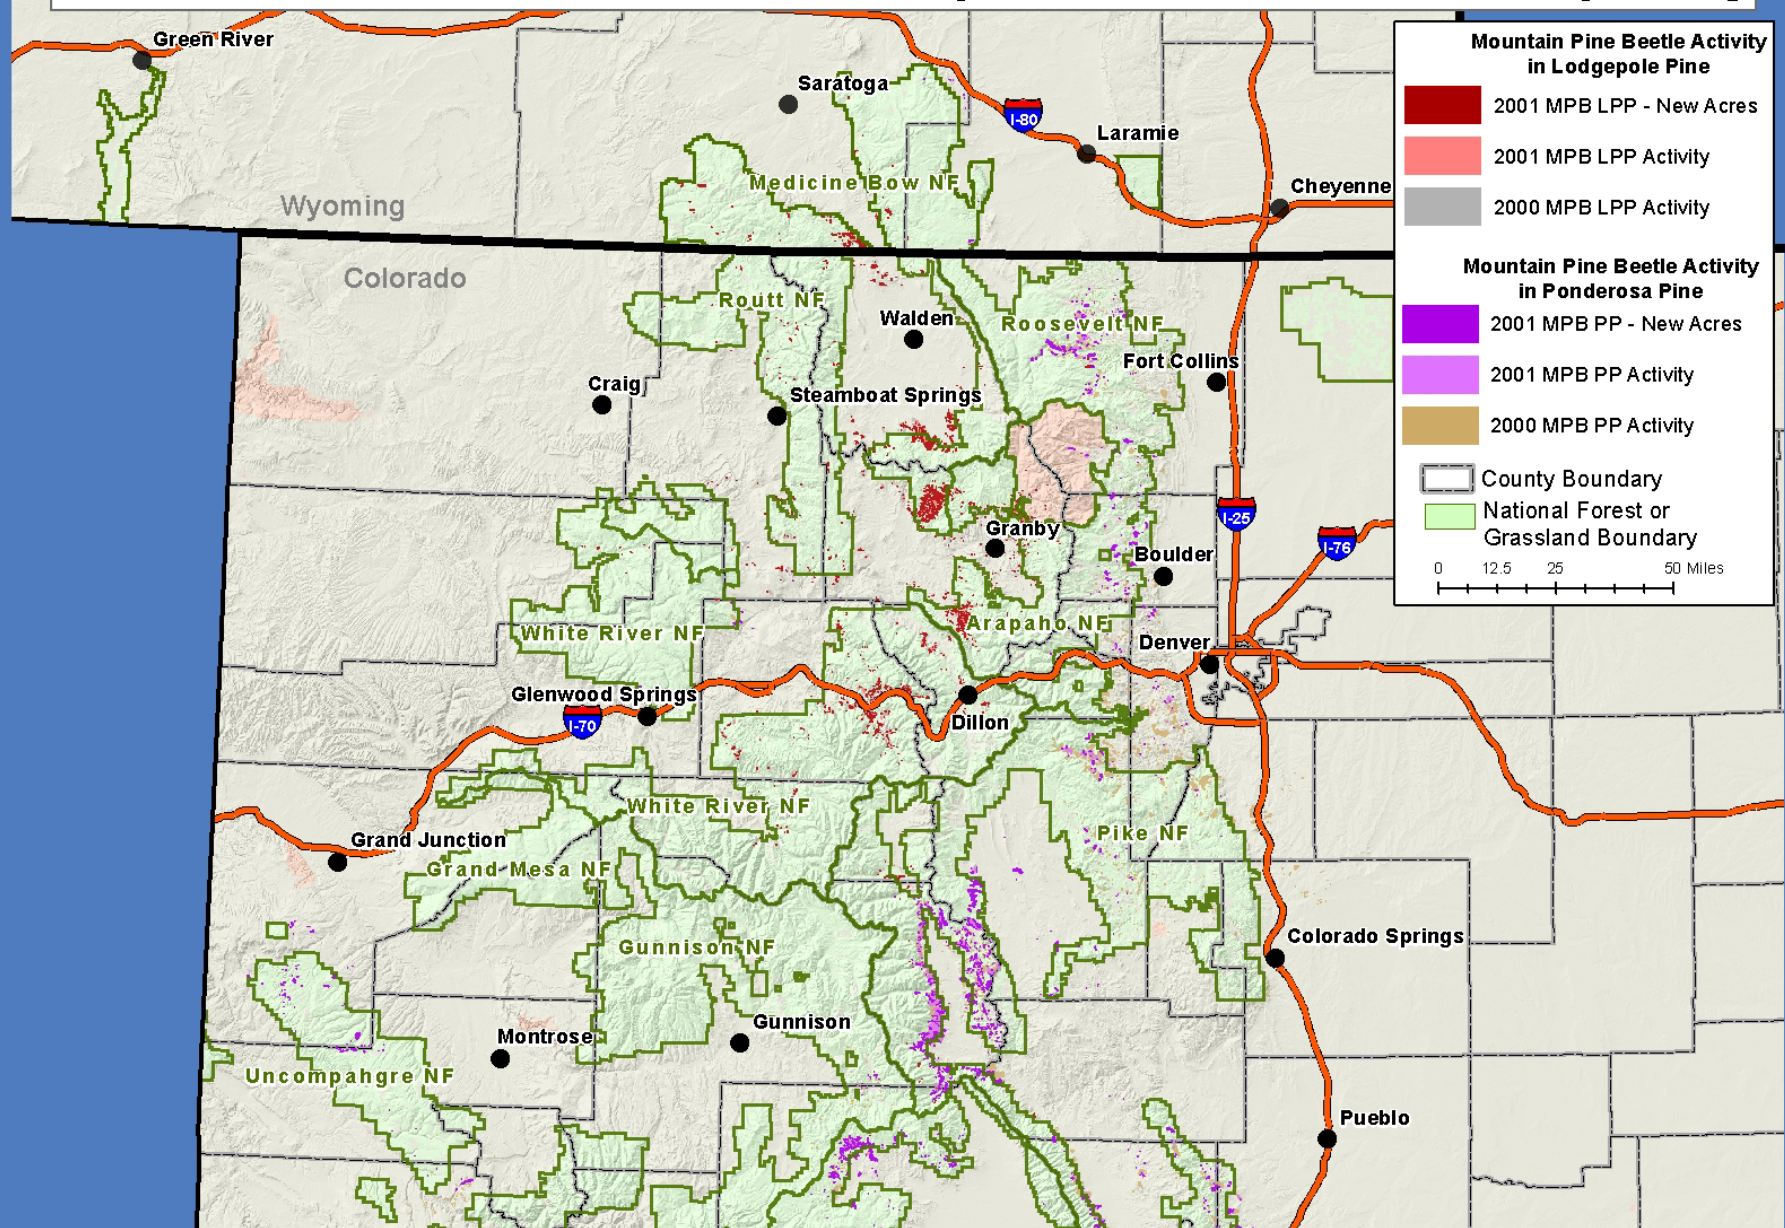 Green River
Saratoga
I-80
Laramie
Cheyenne
Medicine Bow NF
Wyoming
Colorado
Routt NF
Walden
Roosevelt NF
Fort Collins
Craig
Steamboat Springs
I-25
I-76
Granby
Boulder
White River NF
Arapaho NF
Denver
Glenwood Springs
I-70
Dillon
White River NF
Pike NF
Grand Junction
Grand Mesa NF
Gunnison NF
Colorado Springs
Gunnison
Montrose
Uncompahgre NF
Pueblo
Mountain Pine Beetle Activity
in Lodgepole Pine
2001 MPB LPP - New Acres
2001 MPB LPP Activity
2000 MPB LPP Activity
Mountain Pine Beetle Activity
in Ponderosa Pine
2001 MPB PP - New Acres
2001 MPB PP Activity
2000 MPB PP Activity
County Boundary
National Forest or
Grassland Boundary
0 12.5 25 50 Miles